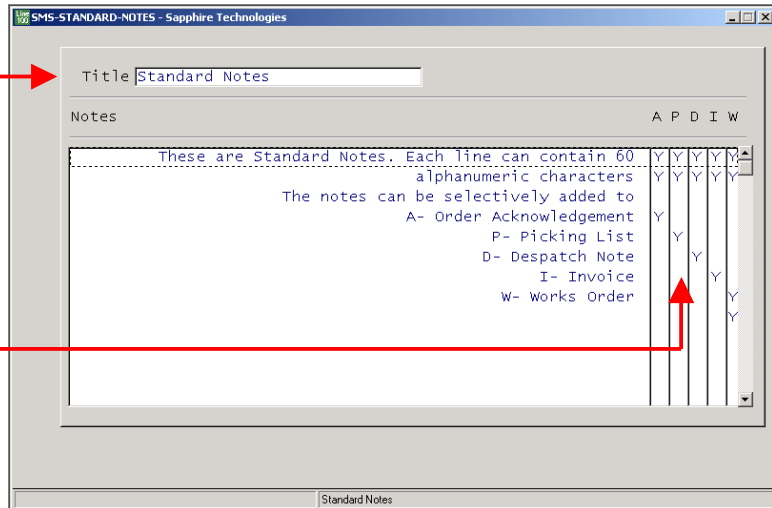 Line 100 SMS-STANDARD-NOTES - Sapphire Technologies
Title Standard Notes
Notes A P D I W
These are Standard Notes. Each line can contain 60 Y Y Y Y Y
alphanumeric characters Y Y Y Y Y
The notes can be selectively added to
A- Order Acknowledgement Y
P- Picking List Y
D- Despatch Note Y
I- Invoice Y
W- Works Order Y
Y
Standard Notes